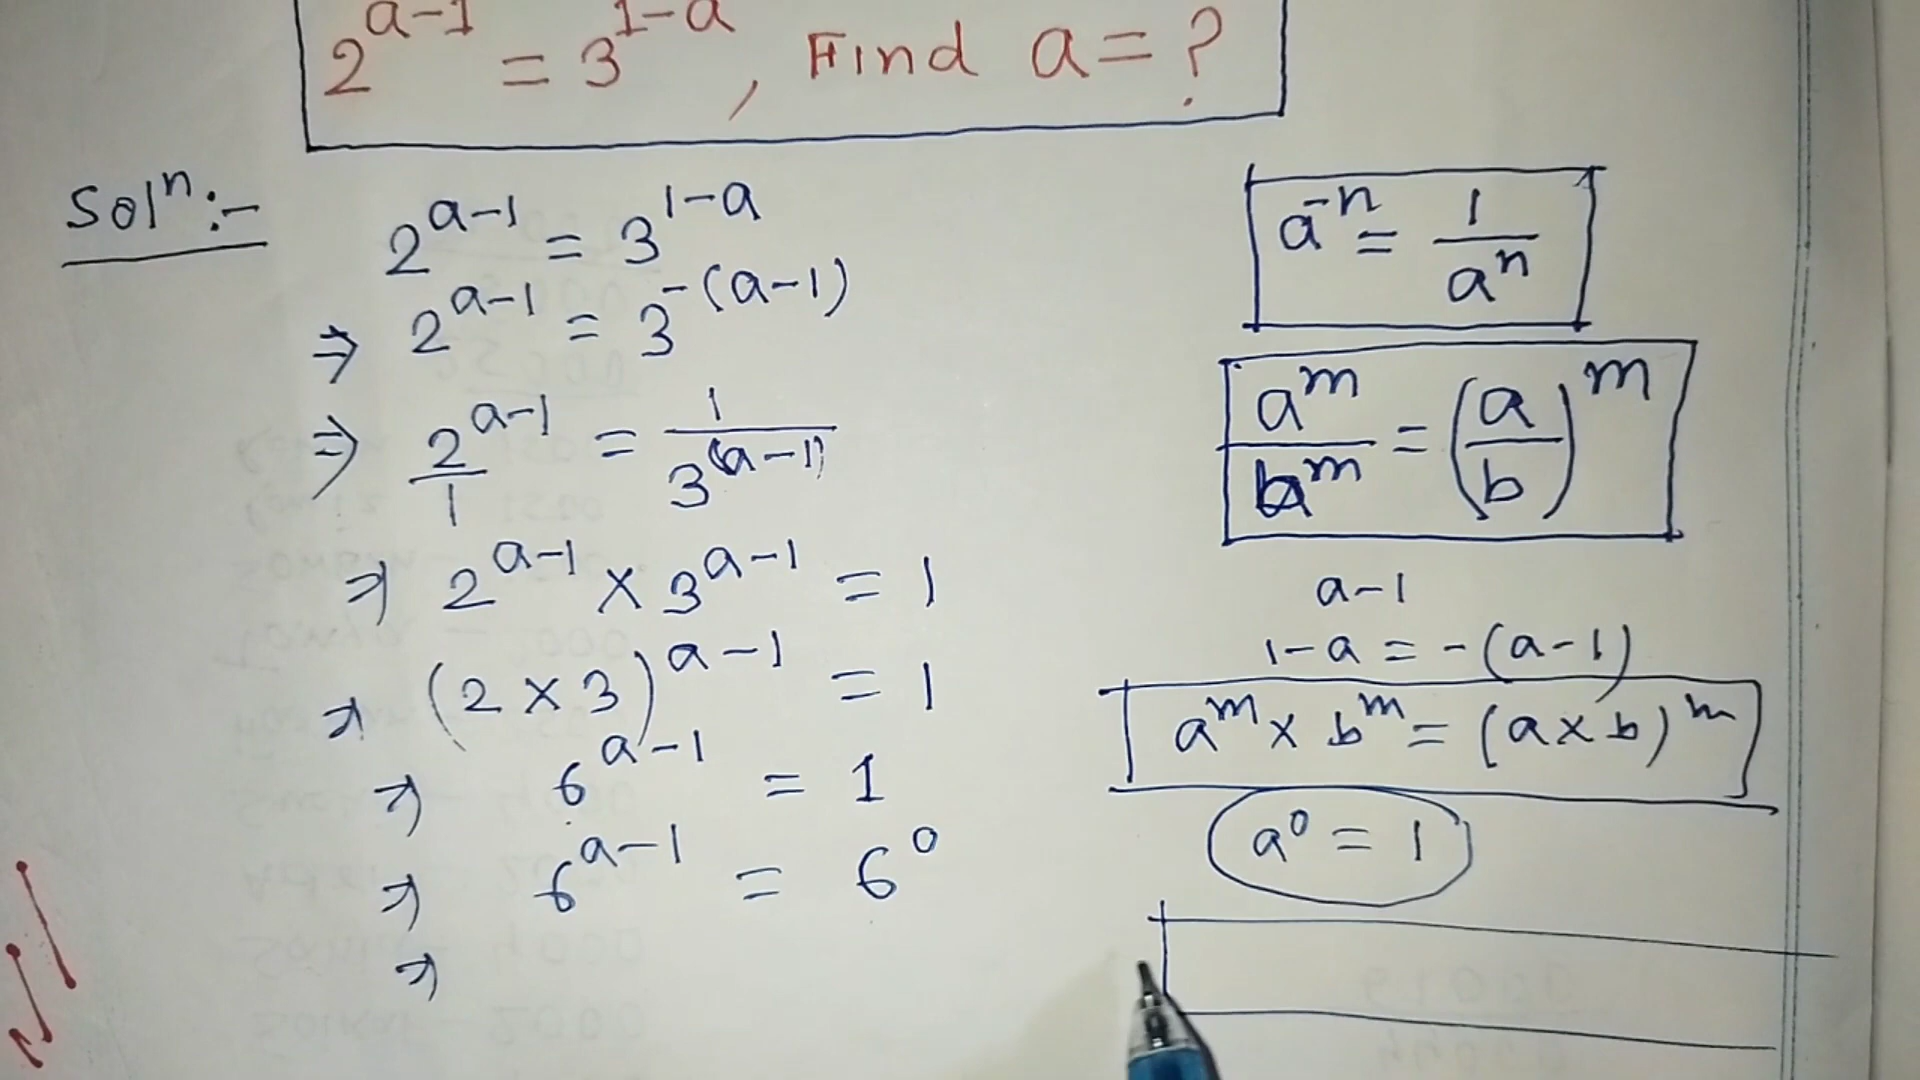 2^(a-1) = 3^(1-a), Find a = ?
Solⁿ:-
2^(a-1) = 3^(1-a)
⇒ 2^(a-1) = 3^(-(a-1))
⇒ 2^(a-1)/1 = 1/3^((a-1))
⇒ 2^(a-1) × 3^(a-1) = 1
⇒ (2 × 3)^(a-1) = 1
⇒ 6^(a-1) = 1
⇒ 6^(a-1) = 6^0
⇒
a^(-n) = 1/a^n
a^m/b^m = (a/b)^m
a-1
1-a = -(a-1)
a^m × b^m = (a×b)^m
a^0 = 1